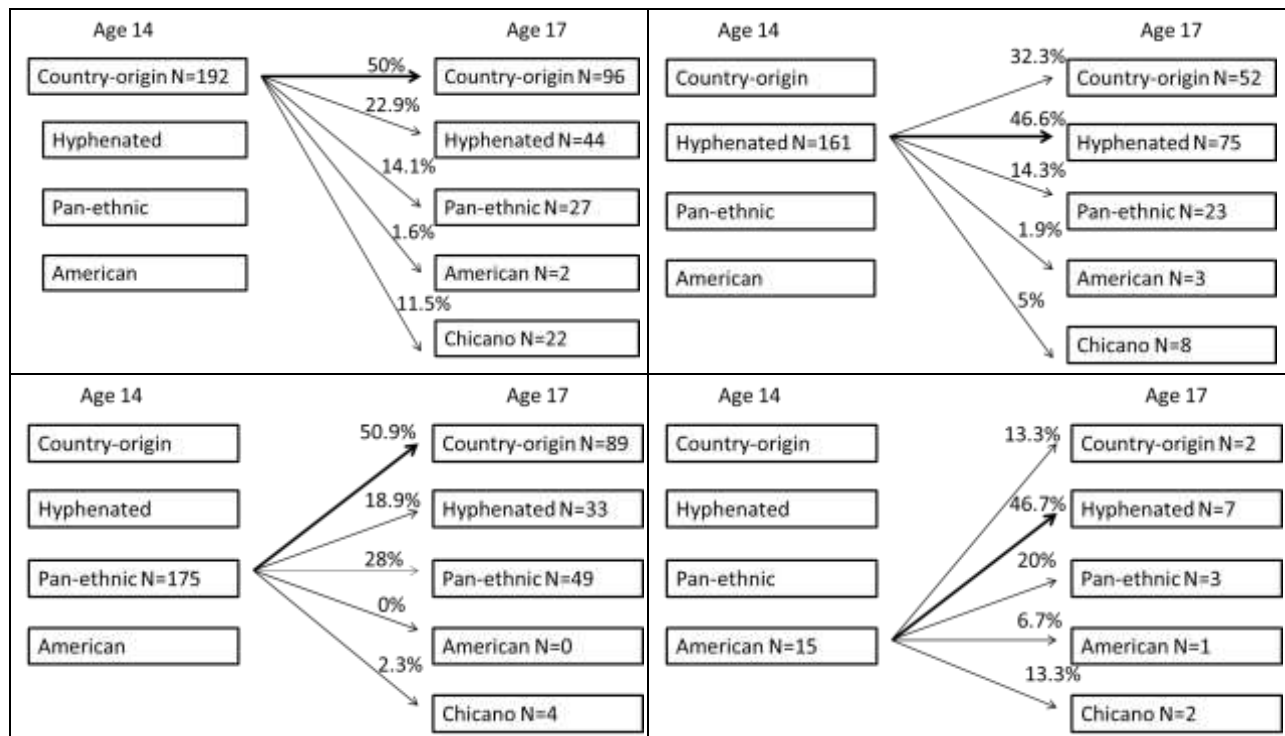 Age 14 Age 17
50%
Country-origin N=192 Country-origin N=96
22.9%
Hyphenated Hyphenated N=44
14.1%
Pan-ethnic Pan-ethnic N=27
1.6%
American American N=2
11.5%
Chicano N=22
Age 14 Age 17
32.3%
Country-origin Country-origin N=52
46.6%
Hyphenated N=161 Hyphenated N=75
14.3%
Pan-ethnic Pan-ethnic N=23
1.9%
American American N=3
5%
Chicano N=8
Age 14 Age 17
50.9%
Country-origin Country-origin N=89
18.9%
Hyphenated Hyphenated N=33
28%
Pan-ethnic N=175 Pan-ethnic N=49
0%
American American N=0
2.3%
Chicano N=4
Age 14 Age 17
13.3%
Country-origin Country-origin N=2
46.7%
Hyphenated Hyphenated N=7
20%
Pan-ethnic Pan-ethnic N=3
6.7%
American N=15 American N=1
13.3%
Chicano N=2